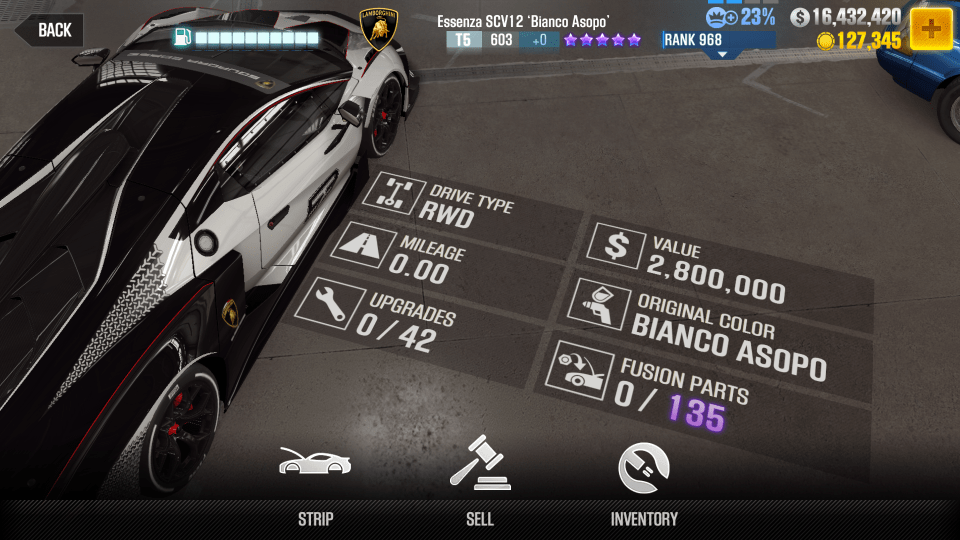 BACK
LAMBORGHINI
Essenza SCV12 'Bianco Asopo'
T5 603 +0
23%
RANK 968
16,432,420
127,345
DRIVE TYPE
RWD
MILEAGE
0.00
UPGRADES
0/42
VALUE
2,800,000
ORIGINAL COLOR
BIANCO ASOPO
FUSION PARTS
0/135
STRIP
SELL
INVENTORY